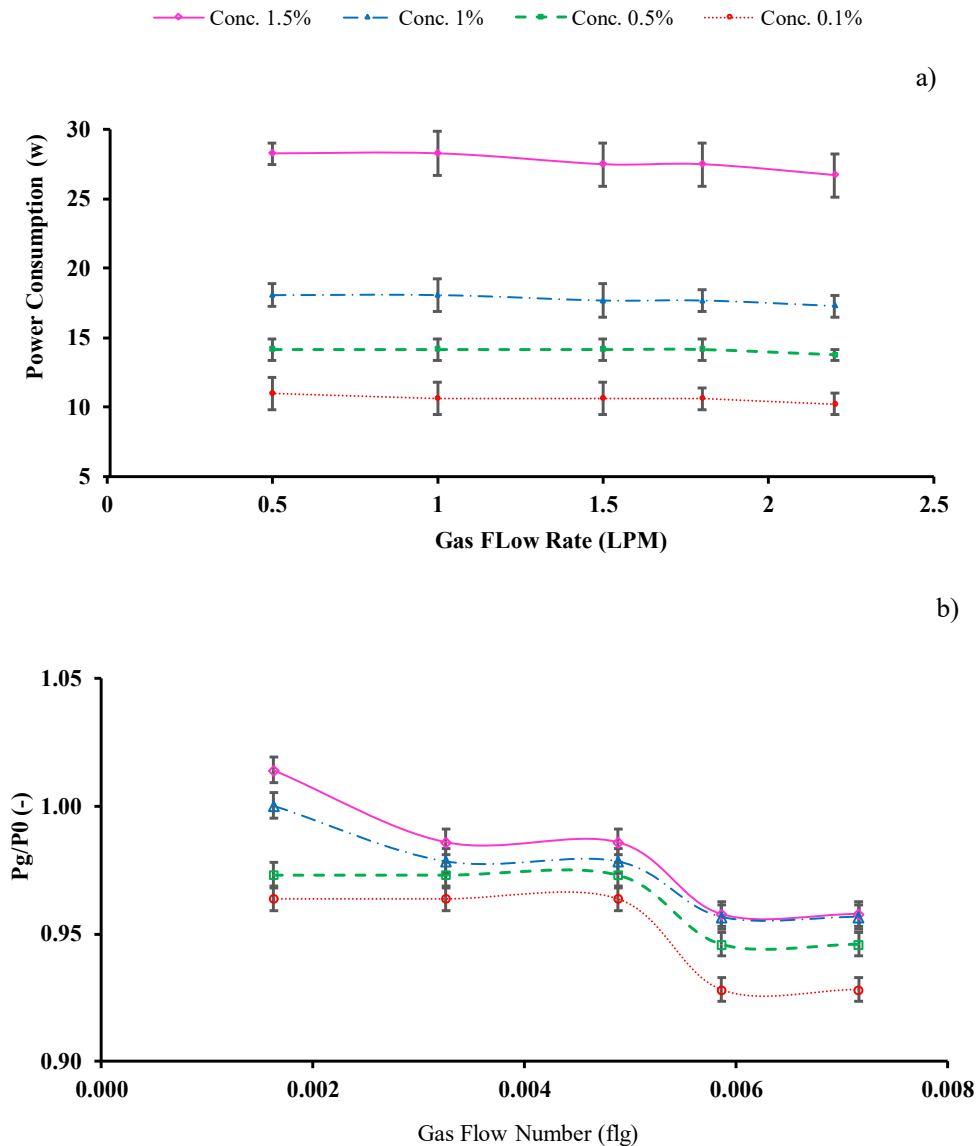 Conc. 1.5% Conc. 1% Conc. 0.5% Conc. 0.1%
a)
30
25
20
15
10
5
Power Consumption (w)
0 0.5 1 1.5 2 2.5
Gas FLow Rate (LPM)
b)
1.05
1.00
0.95
0.90
Pg/P0 (-)
0.000 0.002 0.004 0.006 0.008
Gas Flow Number (flg)